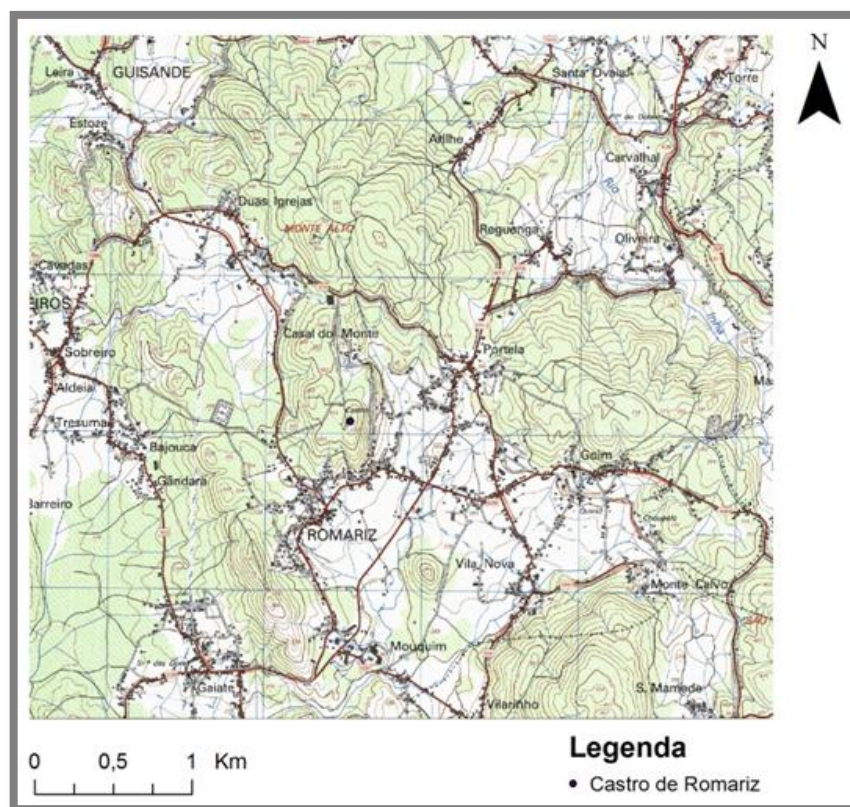 N
Leira
GUISANDE
Santa Ovaia
Torre
Estoze
Arilhe
Carvalhal
Rio
Duas Igrejas
MONTE ALTO
Reguenga
Oliveira
Cavadas
EIROS
Inha
Casal do Monte
Portela
Sobreiro
Aldeia
Tresuma
Bajouca
Goim
Gândara
Barreiro
ROMARIZ
Vila Nova
Monte Calvo
Mouquim
Gaiate
S. Mamede
Vilarinho
0 0,5 1 Km
Legenda
Castro de Romariz